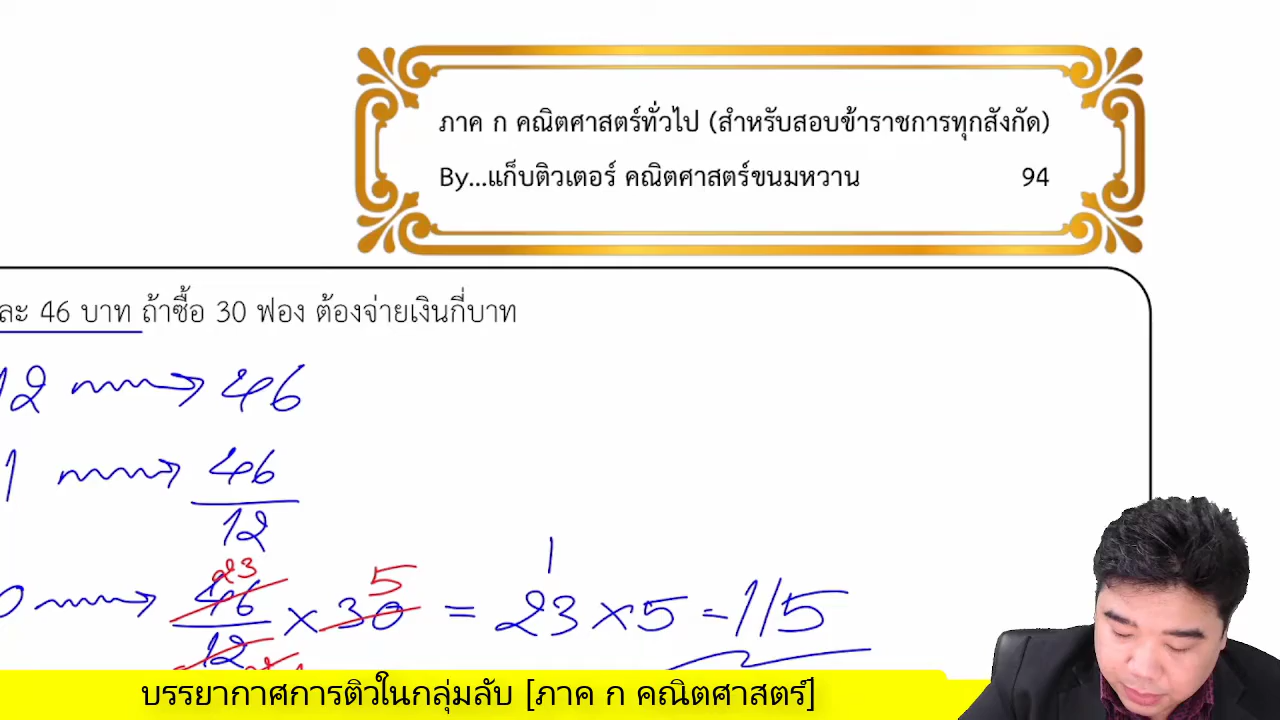 ภาค ก คณิตศาสตร์ทั่วไป (สำหรับสอบข้าราชการทุกสังกัด)
By...แก็บติวเตอร์ คณิตศาสตร์ขนมหวาน 94
ละ 46 บาท ถ้าซื้อ 30 ฟอง ต้องจ่ายเงินกี่บาท
12 → 46
1 → 46
12
23 5 1
0 → 46 × 30 = 23 × 5 = 115
12
บรรยากาศการติวในกลุ่มลับ [ภาค ก คณิตศาสตร์]